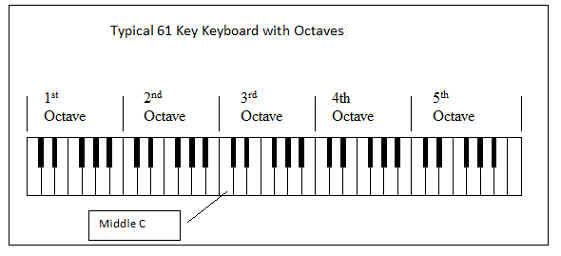 Typical 61 Key Keyboard with Octaves
1st 2nd 3rd 4th 5th
Octave Octave Octave Octave Octave
Middle C